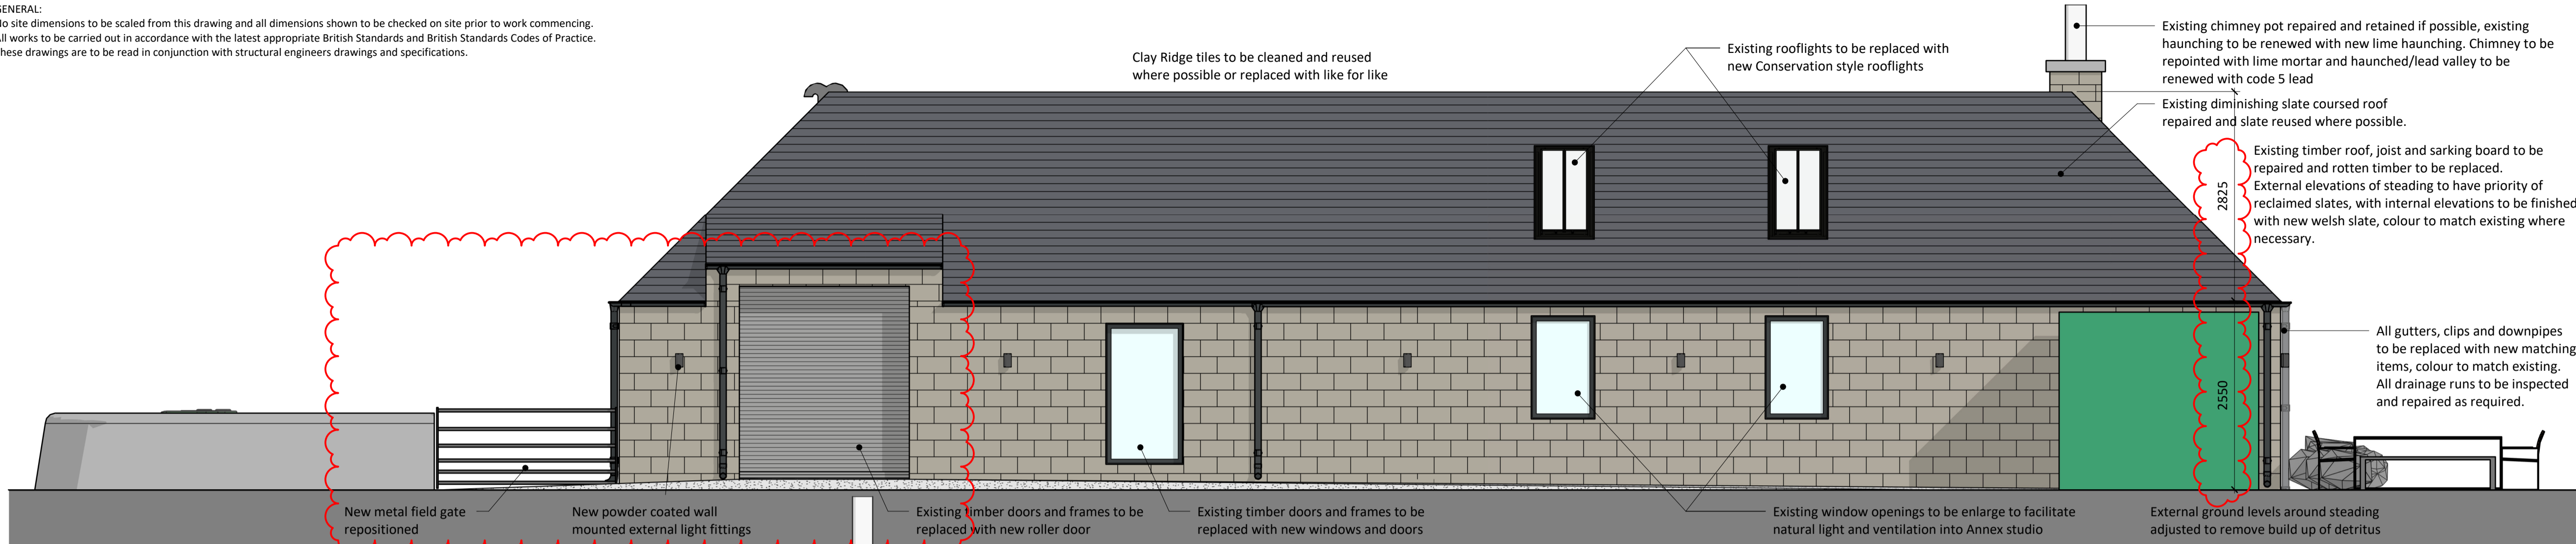 GENERAL:
No site dimensions to be scaled from this drawing and all dimensions shown to be checked on site prior to work commencing.
All works to be carried out in accordance with the latest appropriate British Standards and British Standards Codes of Practice.
These drawings are to be read in conjunction with structural engineers drawings and specifications.
Clay Ridge tiles to be cleaned and reused
where possible or replaced with like for like
Existing rooflights to be replaced with
new Conservation style rooflights
Existing chimney pot repaired and retained if possible, existing
haunching to be renewed with new lime haunching. Chimney to be
repointed with lime mortar and haunched/lead valley to be
renewed with code 5 lead
Existing diminishing slate coursed roof
repaired and slate reused where possible.
Existing timber roof, joist and sarking board to be
repaired and rotten timber to be replaced.
External elevations of steading to have priority of
reclaimed slates, with internal elevations to be finished
with new welsh slate, colour to match existing where
necessary.
2825
2550
All gutters, clips and downpipes
to be replaced with new matching
items, colour to match existing.
All drainage runs to be inspected
and repaired as required.
New metal field gate
repositioned
New powder coated wall
mounted external light fittings
Existing timber doors and frames to be
replaced with new roller door
Existing timber doors and frames to be
replaced with new windows and doors
Existing window openings to be enlarge to facilitate
natural light and ventilation into Annex studio
External ground levels around steading
adjusted to remove build up of detritus